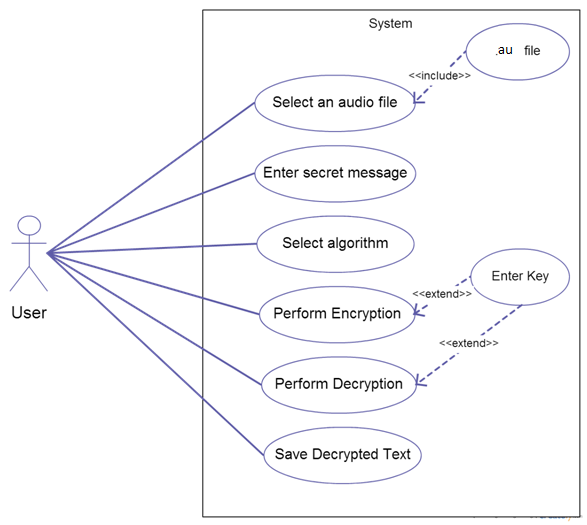 System
.au file
<<include>>
Select an audio file
Enter secret message
Select algorithm
Enter Key
<<extend>>
Perform Encryption
User
<<extend>>
Perform Decryption
Save Decrypted Text